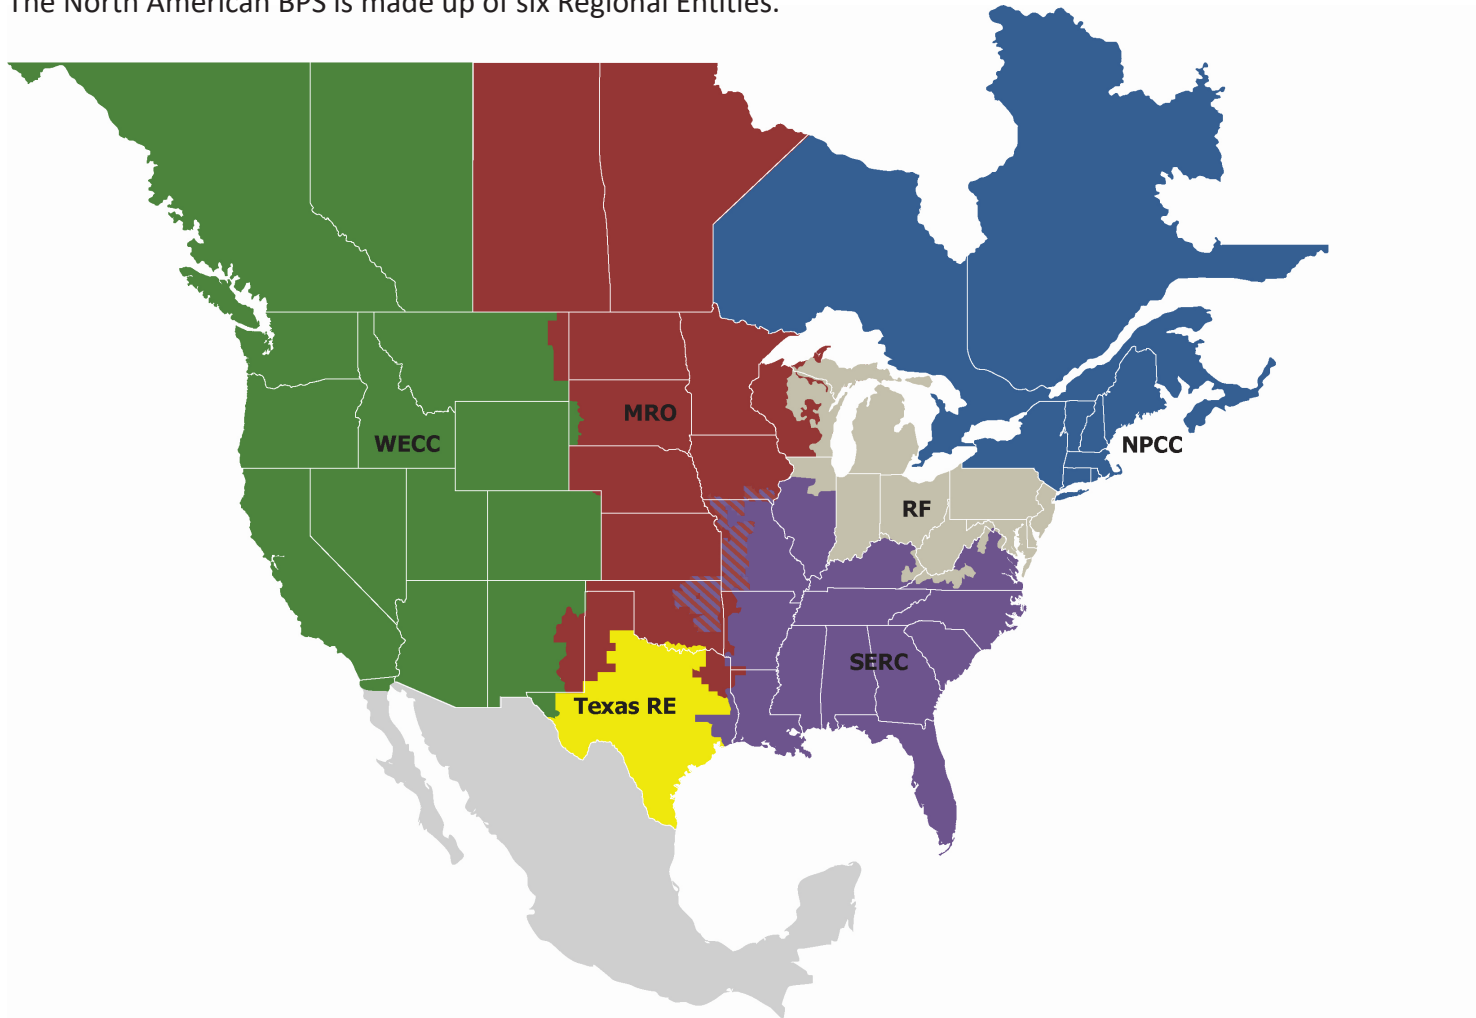 The North American BPS is made up of six Regional Entities.
MRO
WECC
NPCC
RF
SERC
Texas RE